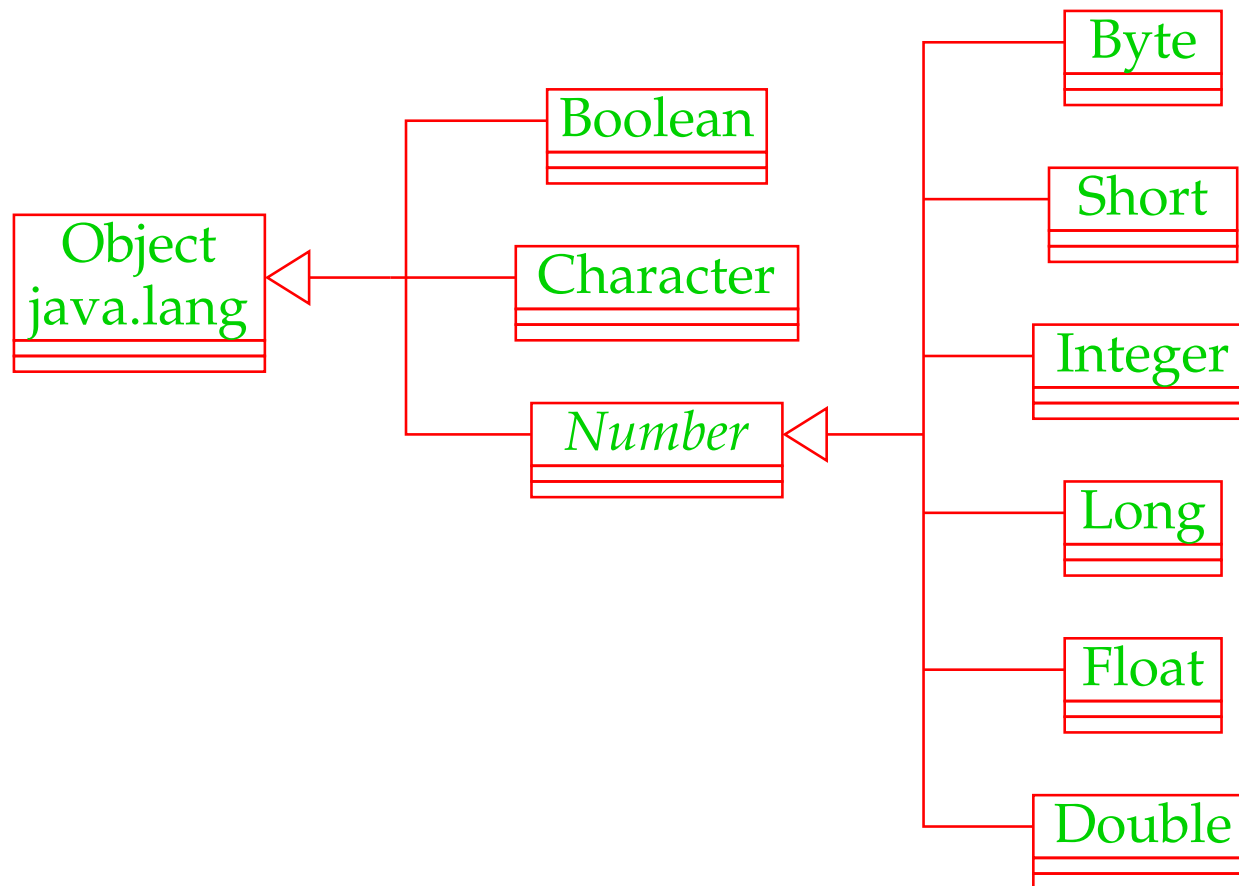 Object
java.lang
Boolean
Character
Number
Byte
Short
Integer
Long
Float
Double